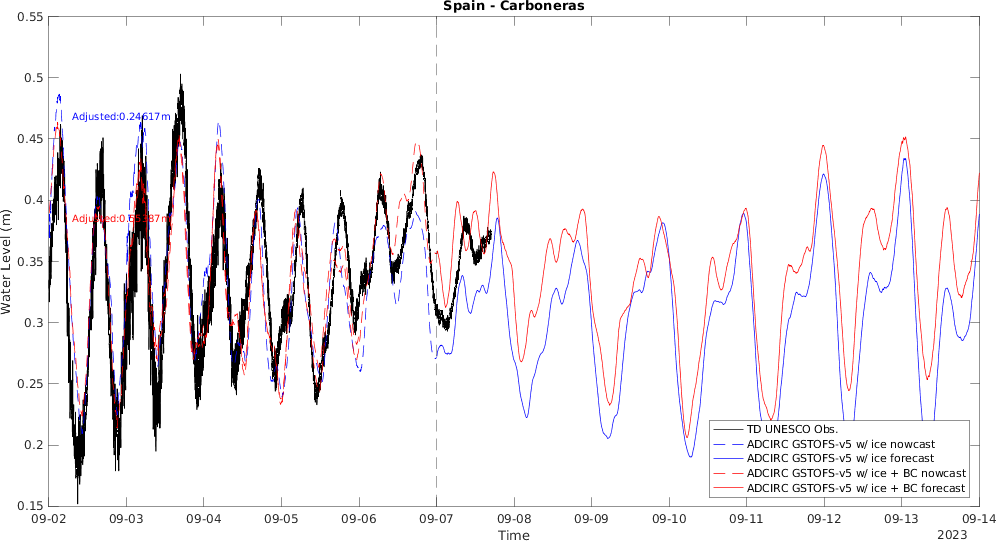 Spain - Carboneras
0.55
0.5
0.45
0.4
0.35
0.3
0.25
0.2
0.15
Water Level (m)
Adjusted:0.24617m
09-02 09-03 09-04 09-05 09-06 09-07 09-08 09-09 09-10 09-11 09-12 09-13 09-14
Time
2023
TD UNESCO Obs.
ADCIRC GSTOFS-v5 w/ ice nowcast
ADCIRC GSTOFS-v5 w/ ice forecast
ADCIRC GSTOFS-v5 w/ ice + BC nowcast
ADCIRC GSTOFS-v5 w/ ice + BC forecast